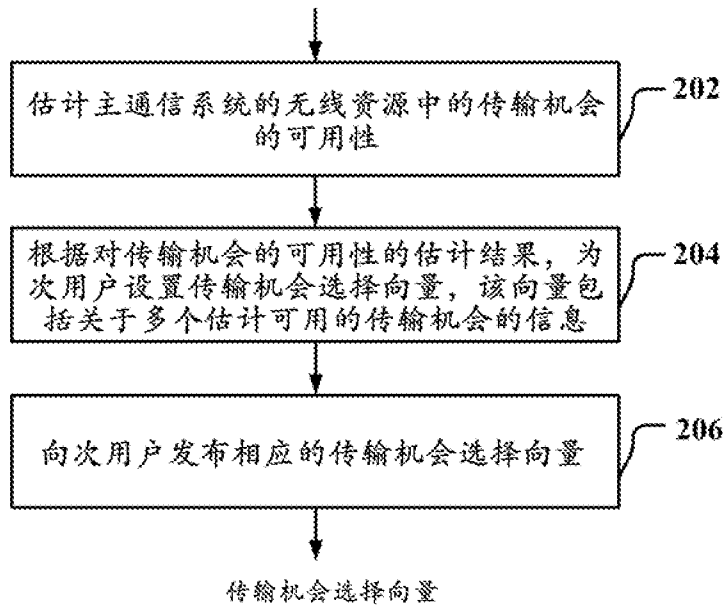 估计主通信系统的无线资源中的传输机会
的可用性
202
根据对传输机会的可用性的估计结果，为
次用户设置传输机会选择向量，该向量包
括关于多个估计可用的传输机会的信息
204
向次用户发布相应的传输机会选择向量
206
传输机会选择向量